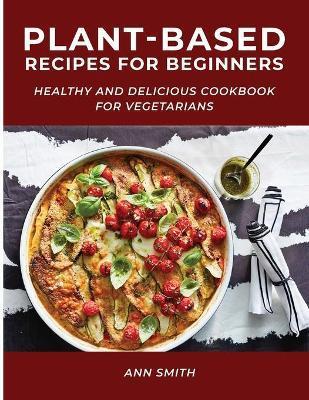 PLANT-BASED
RECIPES FOR BEGINNERS
HEALTHY AND DELICIOUS COOKBOOK
FOR VEGETARIANS
ANN SMITH